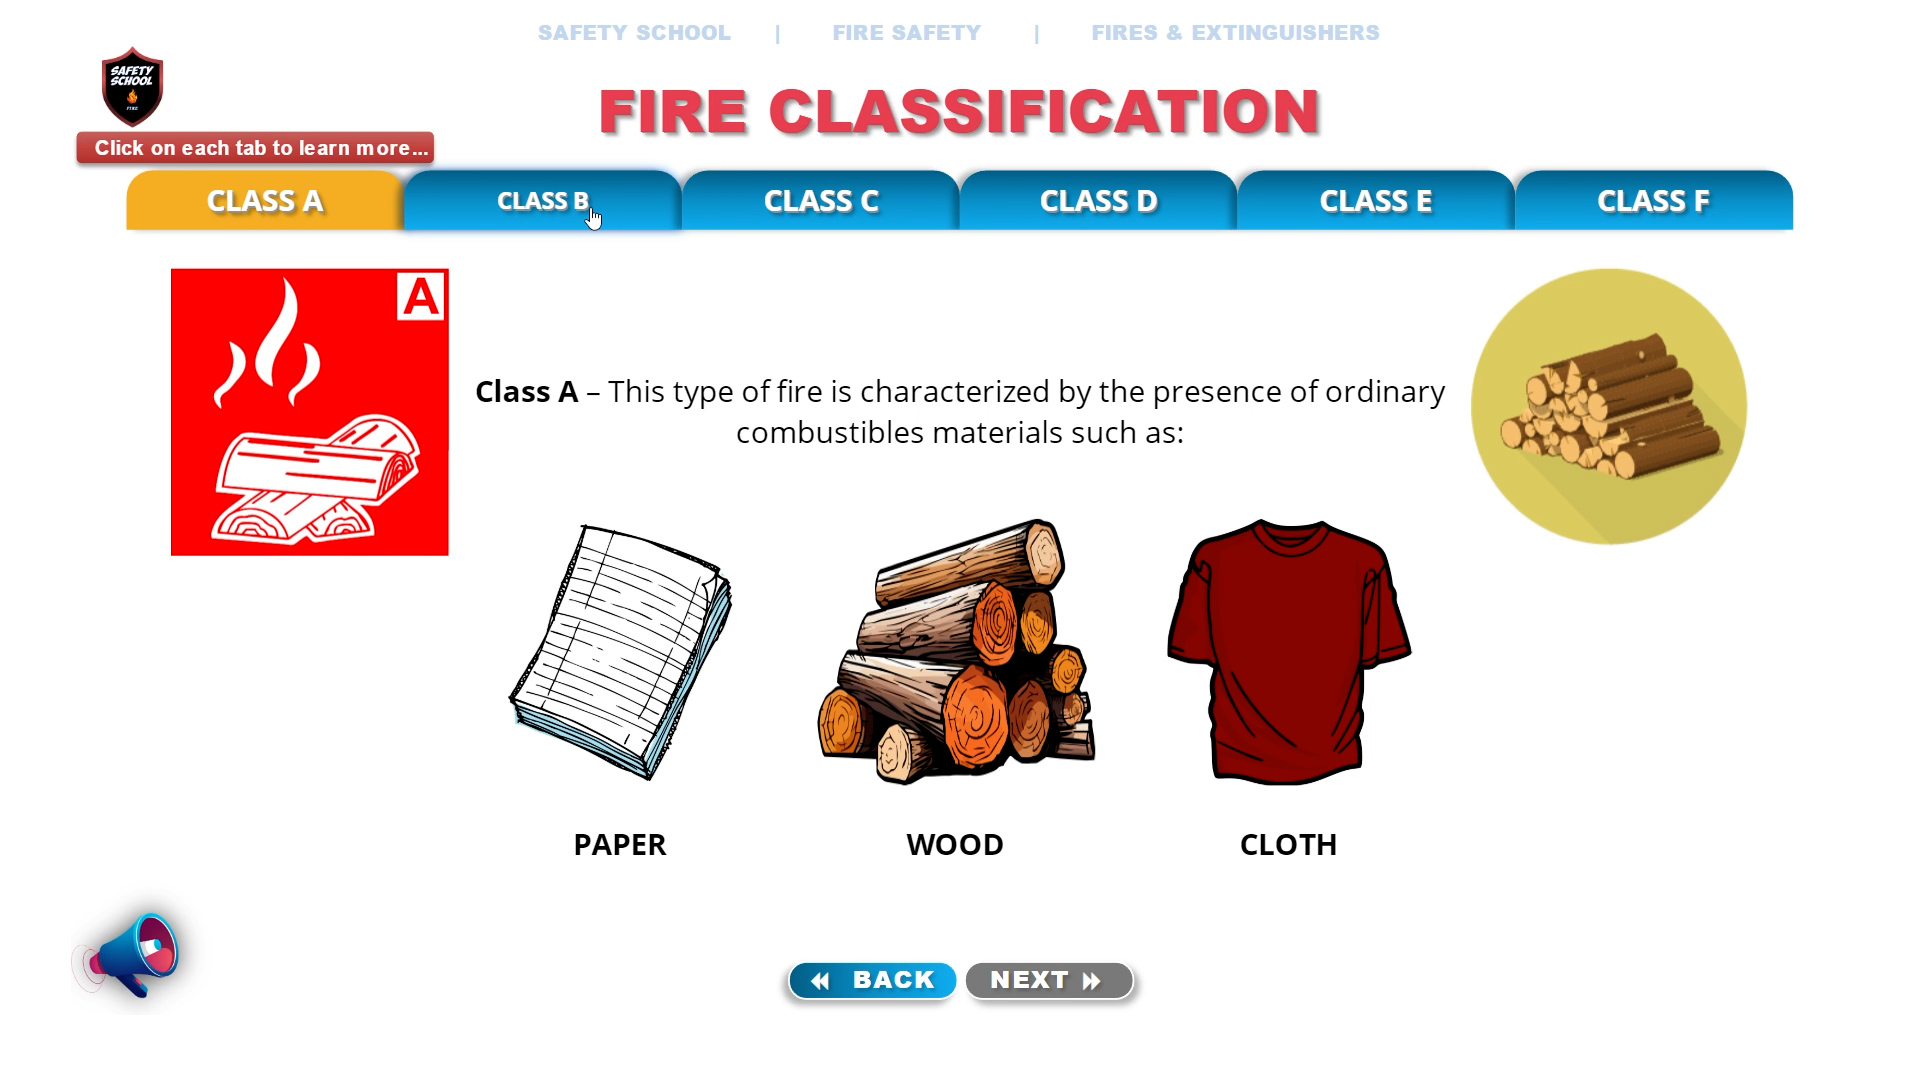 SAFETY SCHOOL | FIRE SAFETY | FIRES & EXTINGUISHERS
SAFETY
SCHOOL
FIRE
FIRE CLASSIFICATION
Click on each tab to learn more...
CLASS A CLASS B CLASS C CLASS D CLASS E CLASS F
A
Class A – This type of fire is characterized by the presence of ordinary
combustibles materials such as:
PAPER WOOD CLOTH
BACK NEXT